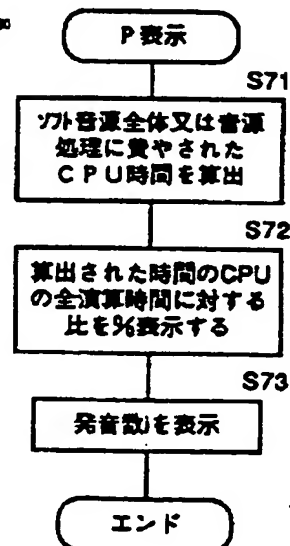 P表示
S71
ソフト音源全体又は音源
処理に費やされた
CPU時間を算出
S72
算出された時間のCPU
の全演算時間に対する
比を%表示する
S73
発音数iを表示
エンド